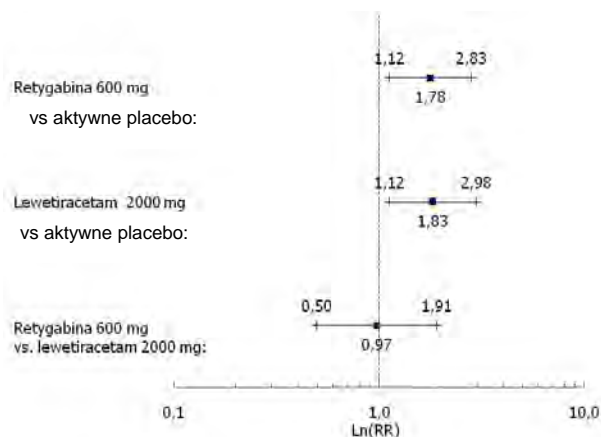 1,12 2,83
Retygabina 600 mg
1,78
vs aktywne placebo:
1,12 2,98
Lewetiracetam 2000 mg
1,83
vs aktywne placebo:
0,50 1,91
Retygabina 600 mg
vs. lewetiracetam 2000 mg:
0,97
0,1 1,0 10,0
Ln(RR)